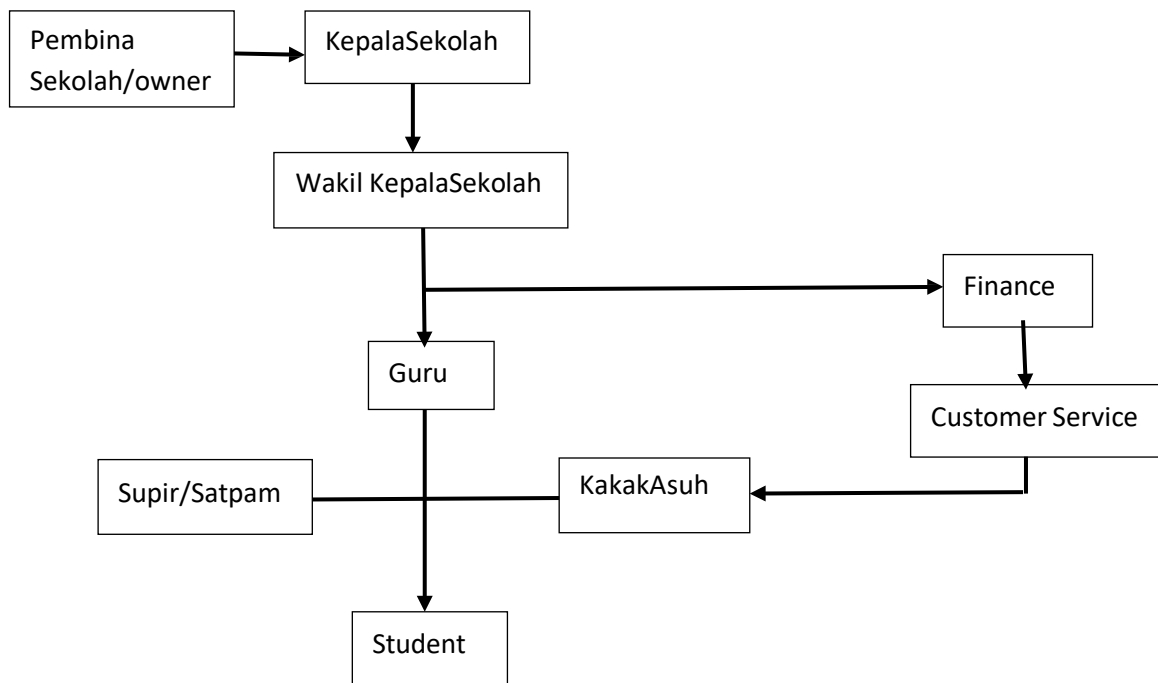 Pembina
Sekolah/owner
KepalaSekolah
Wakil KepalaSekolah
Finance
Guru
Customer Service
Supir/Satpam
KakakAsuh
Student